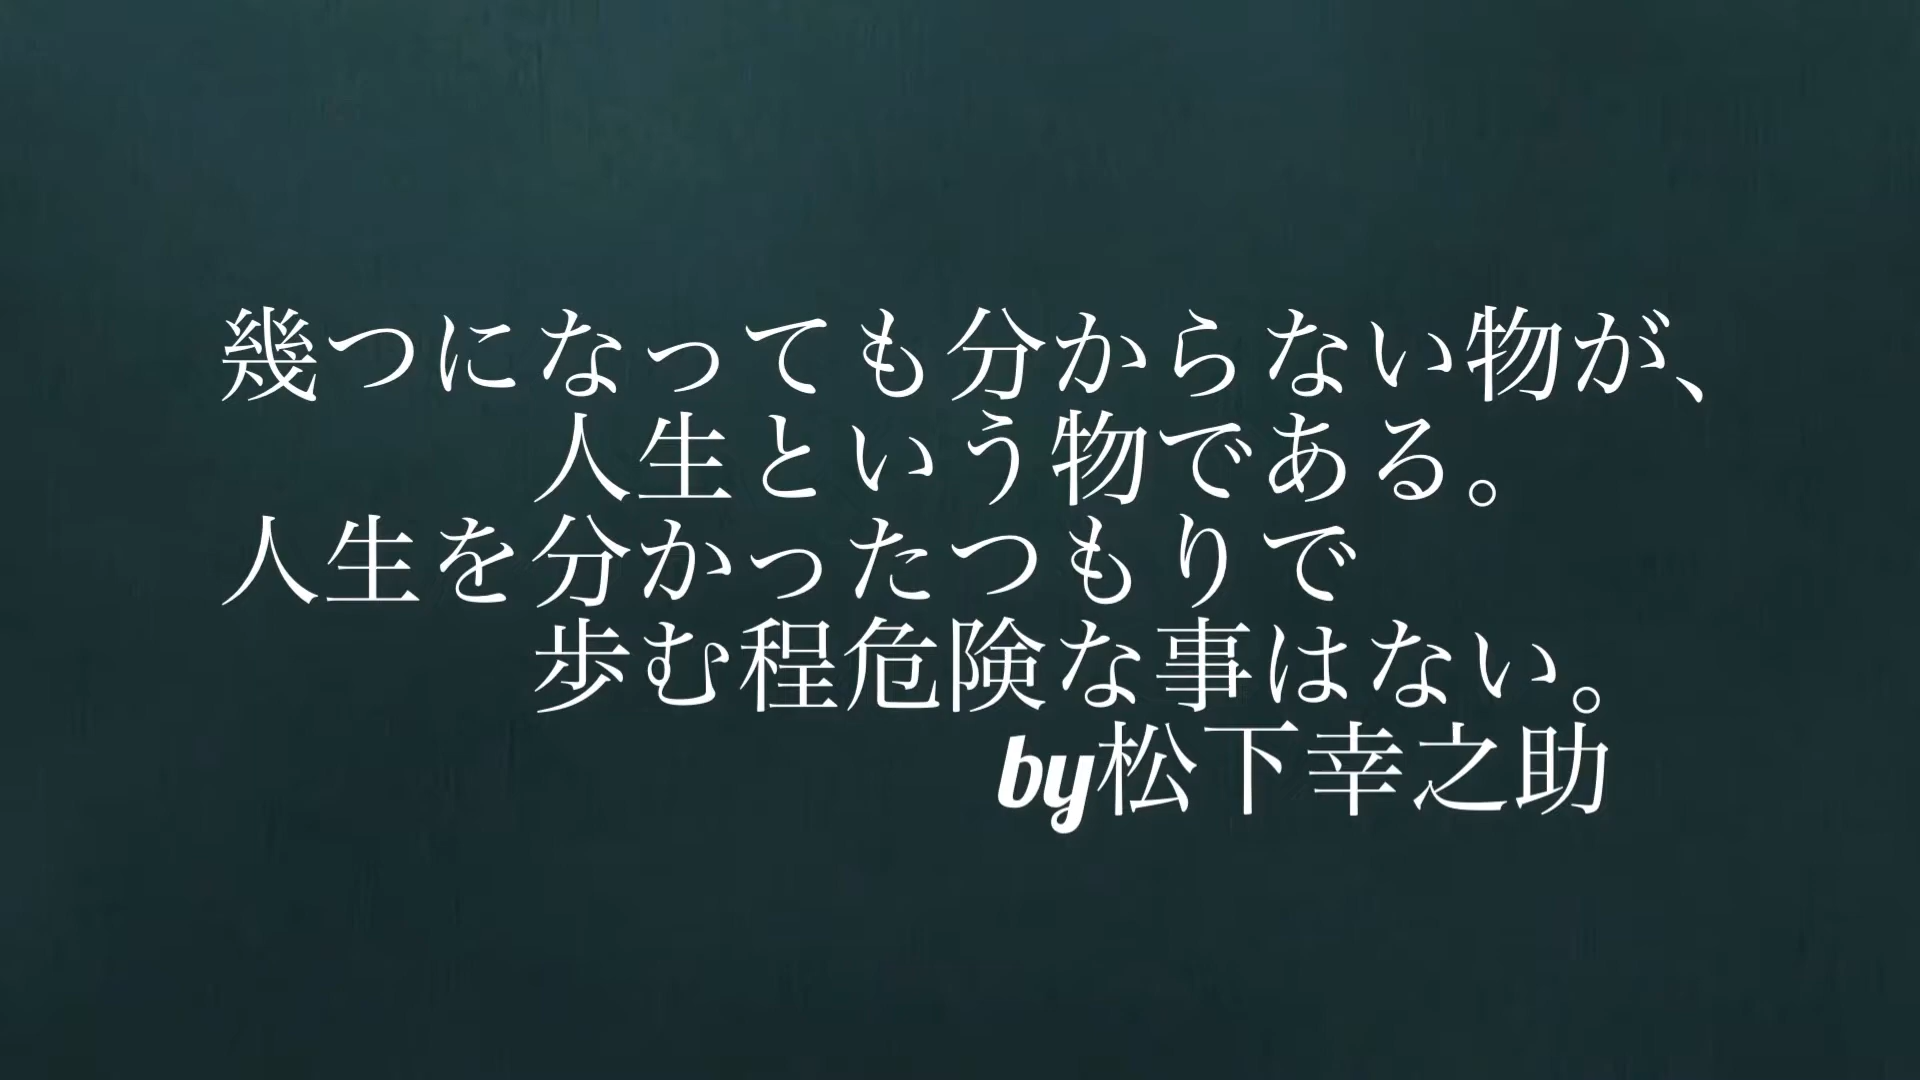 幾つになっても分からない物が、
人生という物である。
人生を分かったつもりで
歩む程危険な事はない。
by松下幸之助